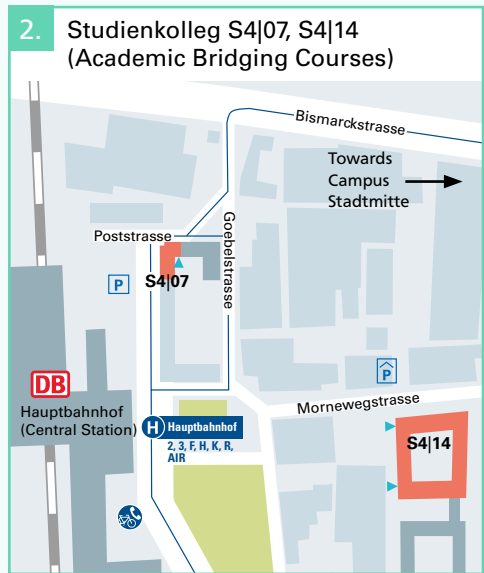 2.
Studienkolleg S4|07, S4|14
(Academic Bridging Courses)
Bismarckstrasse
Towards
Campus
Stadtmitte
Poststrasse
Goebelstrasse
P
S4|07
P
DB
Hauptbahnhof
(Central Station)
Mornewegstrasse
H Hauptbahnhof
2, 3, F, H, K, R,
AIR
S4|14